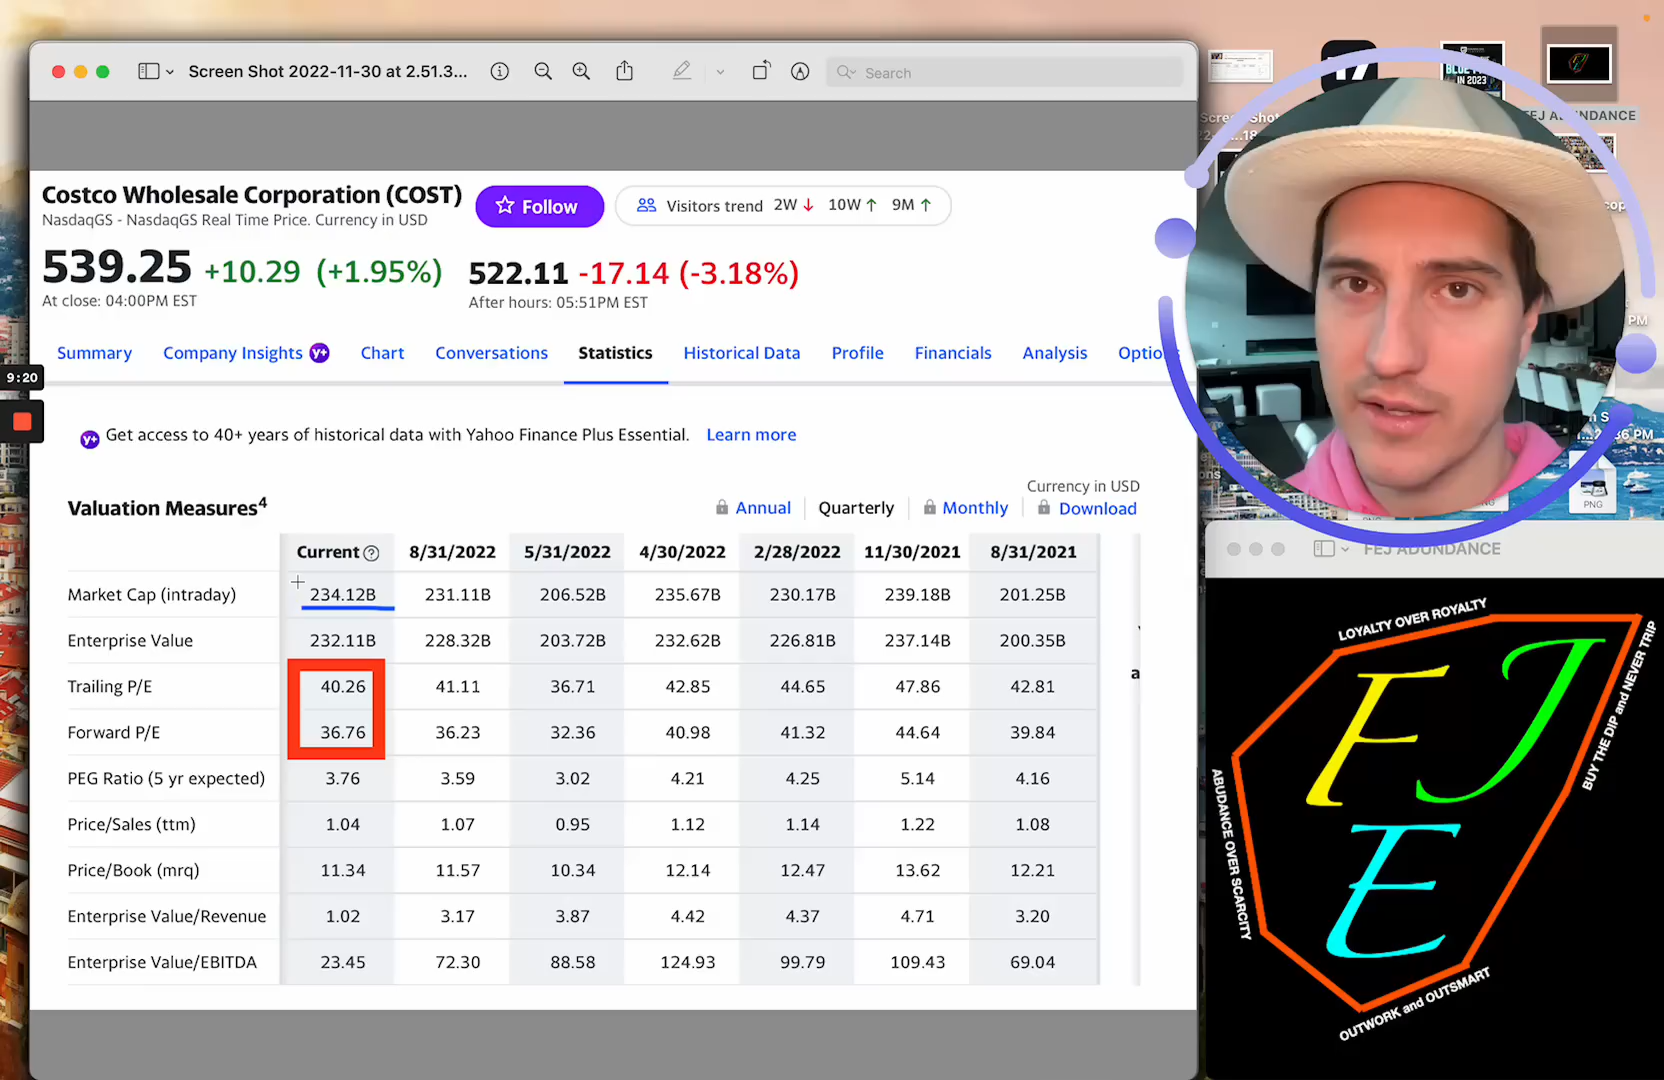 Screen Shot 2022-11-30 at 2.51.3...
Search
Costco Wholesale Corporation (COST)
Follow
Visitors trend 2W 10W 9M
NasdaqGS - NasdaqGS Real Time Price. Currency in USD
539.25 +10.29 (+1.95%) 522.11 -17.14 (-3.18%)
At close: 04:00PM EST After hours: 05:51PM EST
Summary Company Insights Y+ Chart Conversations Statistics Historical Data Profile Financials Analysis
9:20
y+ Get access to 40+ years of historical data with Yahoo Finance Plus Essential. Learn more
Currency in USD
Valuation Measures4 Annual Quarterly Monthly Download
Current ? 8/31/2022 5/31/2022 4/30/2022 2/28/2022 11/30/2021 8/31/2021
Market Cap (intraday) 234.12B 231.11B 206.52B 235.67B 230.17B 239.18B 201.25B
Enterprise Value 232.11B 228.32B 203.72B 232.62B 226.81B 237.14B 200.35B
Trailing P/E 40.26 41.11 36.71 42.85 44.65 47.86 42.81
Forward P/E 36.76 36.23 32.36 40.98 41.32 44.64 39.84
PEG Ratio (5 yr expected) 3.76 3.59 3.02 4.21 4.25 5.14 4.16
Price/Sales (ttm) 1.04 1.07 0.95 1.12 1.14 1.22 1.08
Price/Book (mrq) 11.34 11.57 10.34 12.14 12.47 13.62 12.21
Enterprise Value/Revenue 1.02 3.17 3.87 4.42 4.37 4.71 3.20
Enterprise Value/EBITDA 23.45 72.30 88.58 124.93 99.79 109.43 69.04
IN 2023
PM
PM
PNG
FEJ ADUNDANCE
LOYALTY OVER ROYALTY
BUY THE DIP and NEVER TRIP
ABUDANCE OVER SCARCITY
F J
E
OUTWORK and OUTSMART